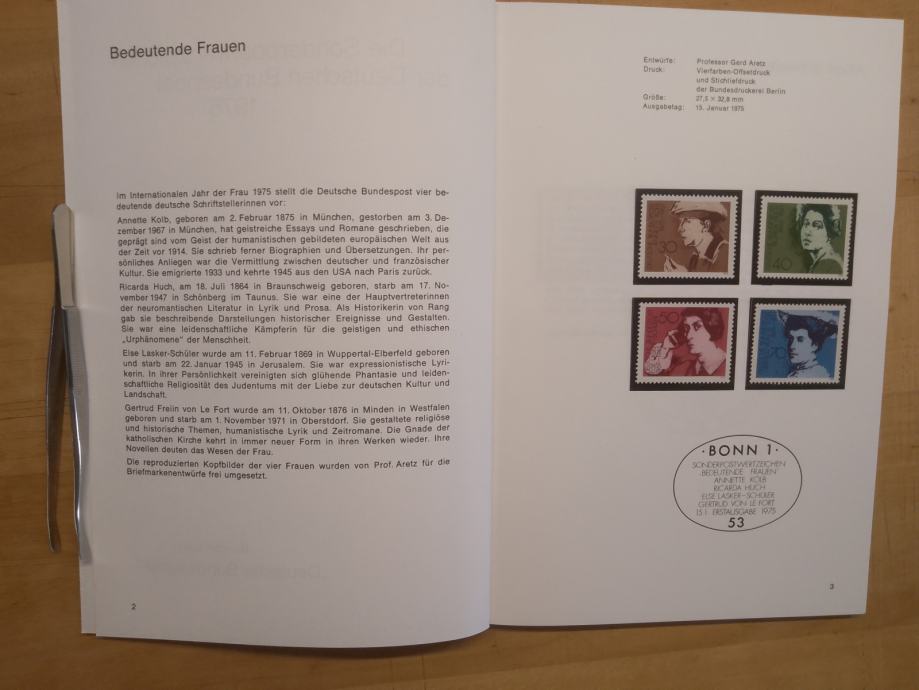 Bedeutende Frauen
Im Internationalen Jahr der Frau 1975 stellt die Deutsche Bundespost vier be-
deutende deutsche Schriftstellerinnen vor:
Annette Kolb, geboren am 2. Februar 1875 in München, gestorben am 3. De-
zember 1967 in München, hat geistreiche Essays und Romane geschrieben, die
geprägt sind vom Geist der humanistischen gebildeten europäischen Welt aus
der Zeit vor 1914. Sie schrieb ferner Biographien und Übersetzungen. Ihr per-
sönliches Anliegen war die Vermittlung zwischen deutscher und französischer
Kultur. Sie emigrierte 1933 und kehrte 1945 aus den USA nach Paris zurück.
Ricarda Huch, am 18. Juli 1864 in Braunschweig geboren, starb am 17. No-
vember 1947 in Schönberg im Taunus. Sie war eine der Hauptvertreterinnen
der neuromantischen Literatur in Lyrik und Prosa. Als Historikerin von Rang
gab sie beschreibende Darstellungen historischer Ereignisse und Gestalten.
Sie war eine leidenschaftliche Kämpferin für die geistigen und ethischen
„Urphänomene" der Menschheit.
Else Lasker-Schüler wurde am 11. Februar 1869 in Wuppertal-Elberfeld geboren
und starb am 22. Januar 1945 in Jerusalem. Sie war expressionistische Lyri-
kerin. In ihrer Persönlichkeit vereinigten sich glühende Phantasie und leiden-
schaftliche Religiosität des Judentums mit der Liebe zur deutschen Kultur und
Landschaft.
Gertrud Freiin von Le Fort wurde am 11. Oktober 1876 in Minden in Westfalen
geboren und starb am 1. November 1971 in Oberstdorf. Sie gestaltete religiöse
und historische Themen, humanistische Lyrik und Zeitromane. Die Gnade der
katholischen Kirche kehrt in immer neuer Form in ihren Werken wieder. Ihre
Novellen deuten das Wesen der Frau.
Die reproduzierten Kopfbilder der vier Frauen wurden von Prof. Aretz für die
Briefmarkenentwürfe frei umgesetzt.
2
Entwürfe: Professor Gerd Aretz
Druck: Vierfarben-Offsetdruck
und Stichtiefdruck
der Bundesdruckerei Berlin
Größe: 27,5 × 32,8 mm
Ausgabetag: 15. Januar 1975
30
40
50
70
· BONN 1 ·
SONDERPOSTWERTZEICHEN
BEDEUTENDE FRAUEN
ANNETTE KOLB
RICARDA HUCH
ELSE LASKER-SCHÜLER
GERTRUD VON LE FORT
15.1. ERSTAUSGABE 1975
53
3